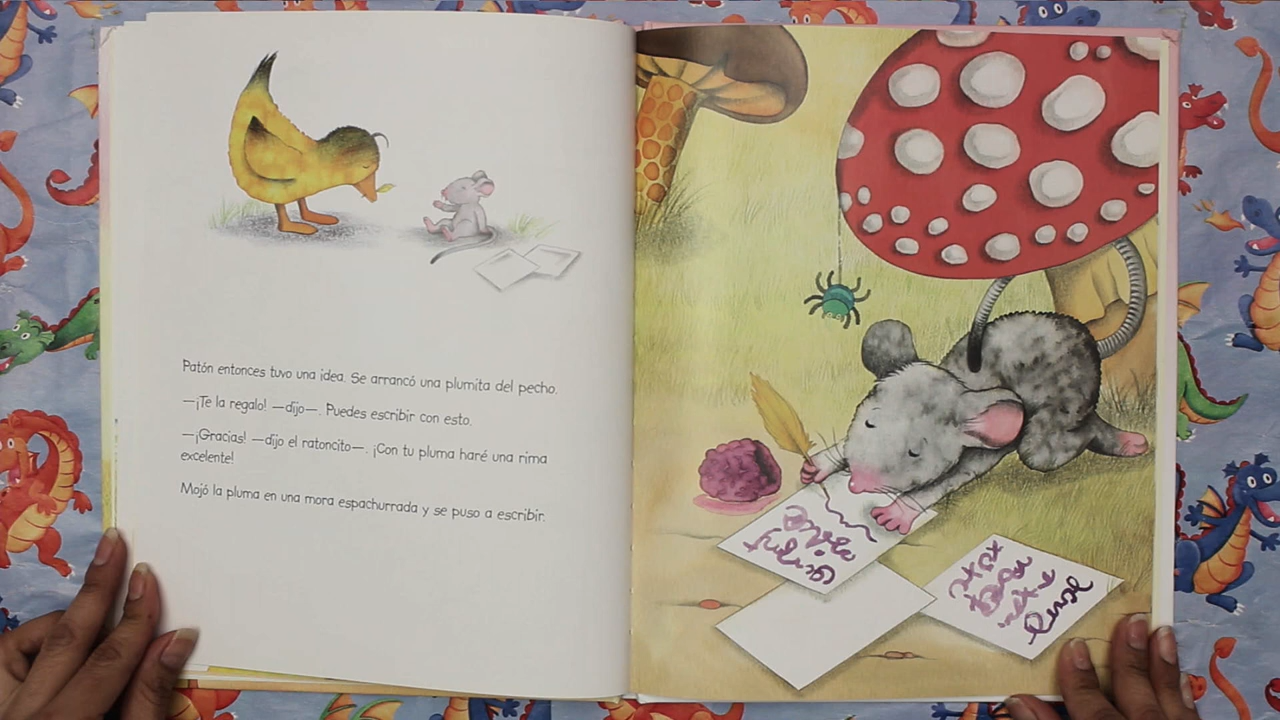 Patón entonces tuvo una idea. Se arrancó una plumita del pecho.
—¡Te la regalo! —dijo—. Puedes escribir con esto.
—¡Gracias! —dijo el ratoncito—. ¡Con tu pluma haré una rima
excelente!
Mojó la pluma en una mora espachurrada y se puso a escribir.